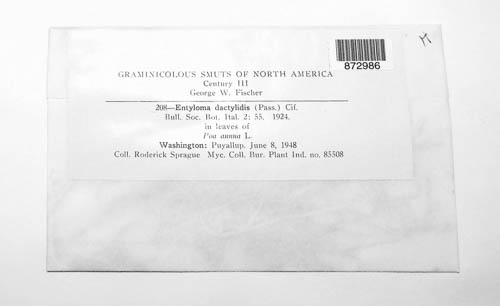 872986
GRAMINICOLOUS SMUTS OF NORTH AMERICA
Century III
George W. Fischer
208—Entyloma dactylidis (Pass.) Cif.
Bull. Soc. Bot. Ital. 2: 55. 1924.
in leaves of
Poa annua L.
Washington: Puyallup. June 8, 1948
Coll. Roderick Sprague Myc. Coll. Bur. Plant Ind. no. 85508